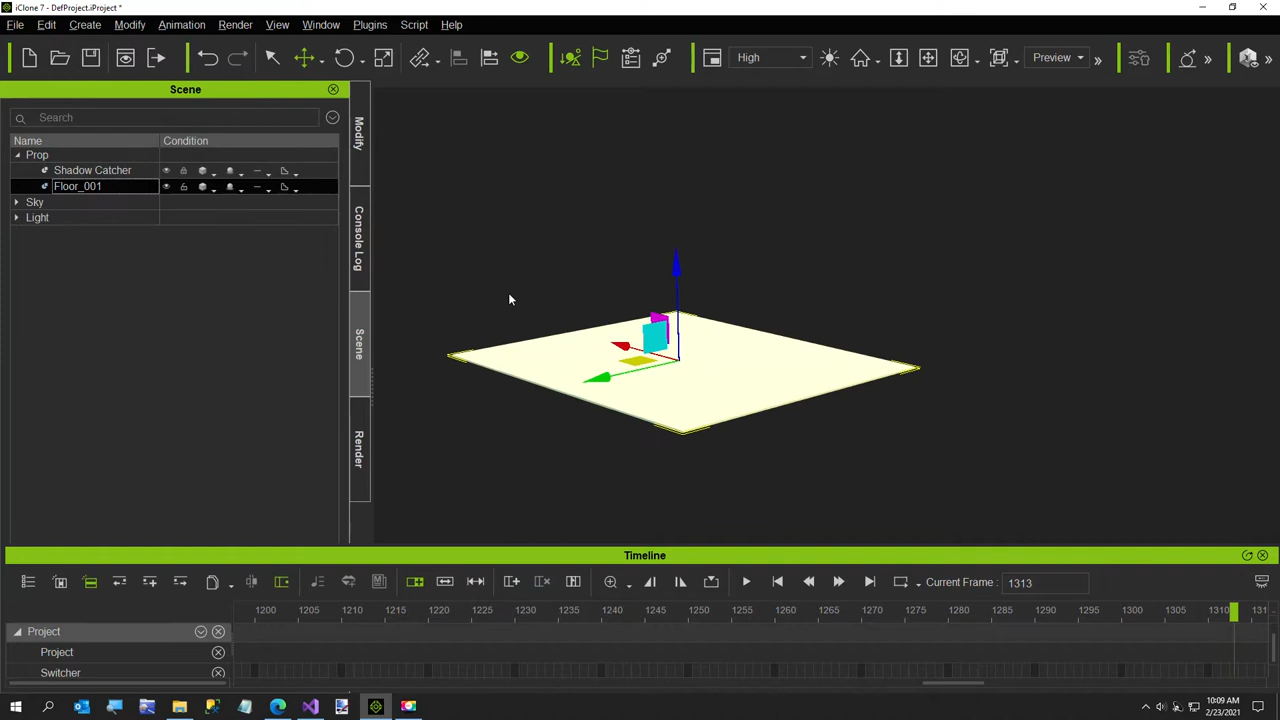 iClone 7 - DefProject.iProject *
File Edit Create Modify Animation Render View Window Plugins Script Help
High
Preview
»
»
»
Scene
Search
Name Condition
Prop
Shadow Catcher
Floor_001
Sky
Light
Modify
Console Log
Scene
Render
Timeline
Current Frame : 1313
1200 1205 1210 1215 1220 1225 1230 1235 1240 1245 1250 1255 1260 1265 1270 1275 1280 1285 1290 1295 1300 1305 1310 131
Project
Project
Switcher
10:09 AM
2/23/2021